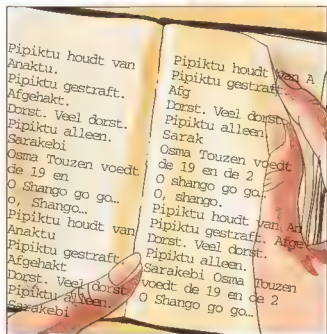 Pipiktu houdt van
Anaktu.
Pipiktu gestraft.
Afgehakt.
Dorst. Veel dorst.
Pipiktu alleen.
Sarakebi
Osma Touzen voedt
de 19 en
O Shango go go...
o, Shango...
Pipiktu houdt van
Anaktu
Pipiktu gestraft.
Afgehakt
Dorst. Veel dorst
Pipiktu alleen.
Sarakebi
Pipiktu houdt van A
Pipiktu gestraft.
Afg
Dorst. Veel dorst.
Pipiktu alleen
Sarak
Osma Touzen voedt
de 19 en de 2
O shango go go..
O, shango.
Pipiktu houdt van An
Pipiktu gestraft. Afge
Dorst. Veel dorst.
Pipiktu alleen.
Sarakebi Osma Touzen
voedt de 19 en de 2
O Shango go go...